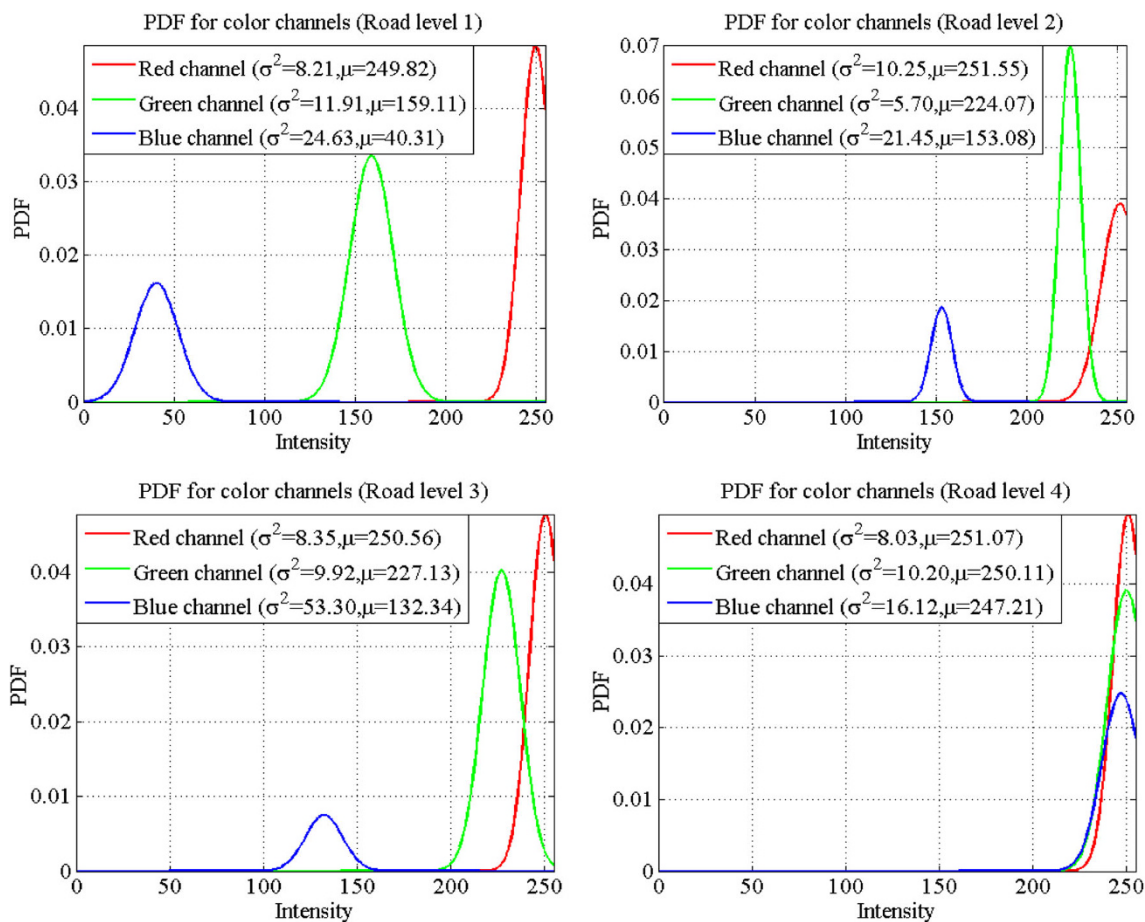 PDF for color channels (Road level 1)
Red channel (σ²=8.21,μ=249.82)
Green channel (σ²=11.91,μ=159.11)
Blue channel (σ²=24.63,μ=40.31)
PDF
0.04
0.03
0.02
0.01
0
0 50 100 150 200 250
Intensity
PDF for color channels (Road level 2)
Red channel (σ²=10.25,μ=251.55)
Green channel (σ²=5.70,μ=224.07)
Blue channel (σ²=21.45,μ=153.08)
PDF
0.07
0.06
0.05
0.04
0.03
0.02
0.01
0
0 50 100 150 200 250
Intensity
PDF for color channels (Road level 3)
Red channel (σ²=8.35,μ=250.56)
Green channel (σ²=9.92,μ=227.13)
Blue channel (σ²=53.30,μ=132.34)
PDF
0.04
0.03
0.02
0.01
0
0 50 100 150 200 250
Intensity
PDF for color channels (Road level 4)
Red channel (σ²=8.03,μ=251.07)
Green channel (σ²=10.20,μ=250.11)
Blue channel (σ²=16.12,μ=247.21)
PDF
0.04
0.03
0.02
0.01
0
0 50 100 150 200 250
Intensity